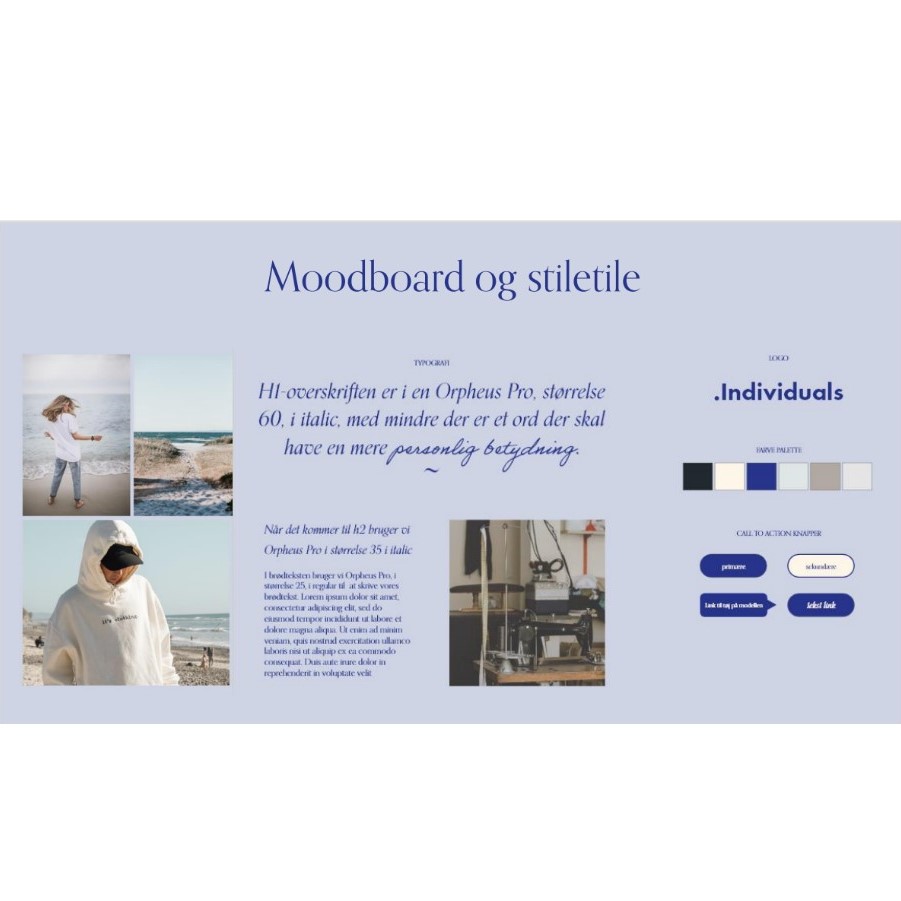 Moodboard og stiletile
TYPOGRAFI
H1-overskriften er i en Orpheus Pro, størrelse
60, i italic, med mindre der er et ord der skal
have en mere personlig betydning.
~
Når det kommer til h2 bruger vi
Orpheus Pro i størrelse 35 i italic
I brødteksten bruger vi Orpheus Pro, i
størrelse 25, i regular til at skrive vores
brødtekst. Lorem ipsum dolor sit amet,
consectetur adipiscing elit, sed do
eiusmod tempor incididunt ut labore et
dolore magna aliqua. Ut enim ad minim
veniam, quis nostrud exercitation ullamco
laboris nisi ut aliquip ex ea commodo
consequat. Duis aute irure dolor in
reprehenderit in voluptate velit
LOGO
.Individuals
FARVE PALETTE
CALL TO ACTION KNAPPER
primære
sekundære
Link til tøj på modellen
tekst link